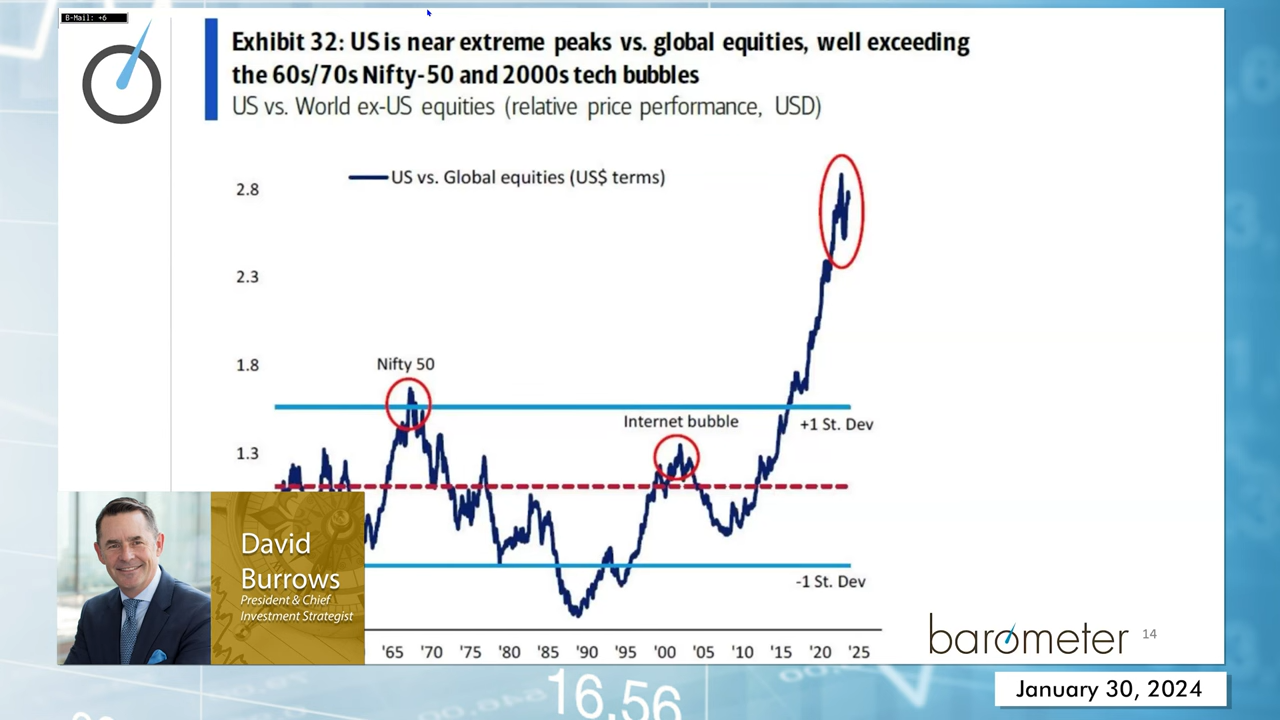 B-Mail: +6
Exhibit 32: US is near extreme peaks vs. global equities, well exceeding
the 60s/70s Nifty-50 and 2000s tech bubbles
US vs. World ex-US equities (relative price performance, USD)
US vs. Global equities (US$ terms)
2.8
2.3
1.8
1.3
Nifty 50
Internet bubble
+1 St. Dev
-1 St. Dev
'65 '70 '75 '80 '85 '90 '95 '00 '05 '10 '15 '20 '25
David
Burrows
President & Chief
Investment Strategist
barometer
14
January 30, 2024
16.56